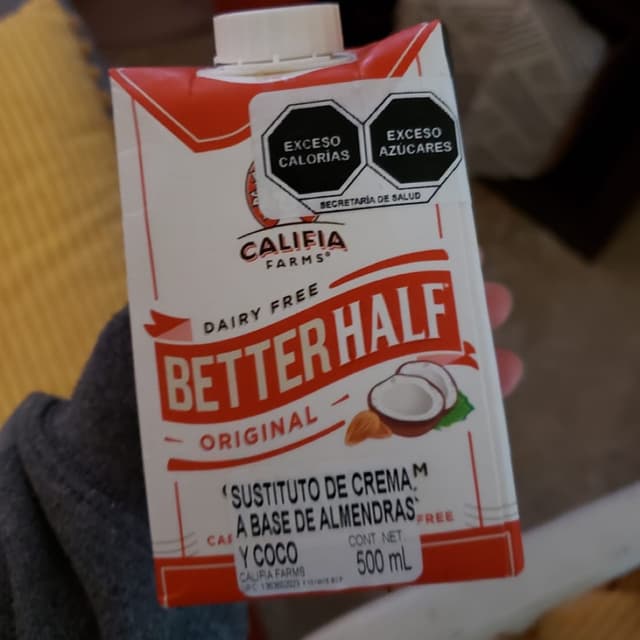 EXCESO
CALORÍAS
EXCESO
AZÚCARES
SECRETARÍA DE SALUD
CALIFIA
FARMS®
DAIRY FREE
BETTER HALF
ORIGINAL
SUSTITUTO DE CREMA M
A BASE DE ALMENDRAS
FREE
Y COCO
CONT. NET
500 mL
CALIFIA FARMS